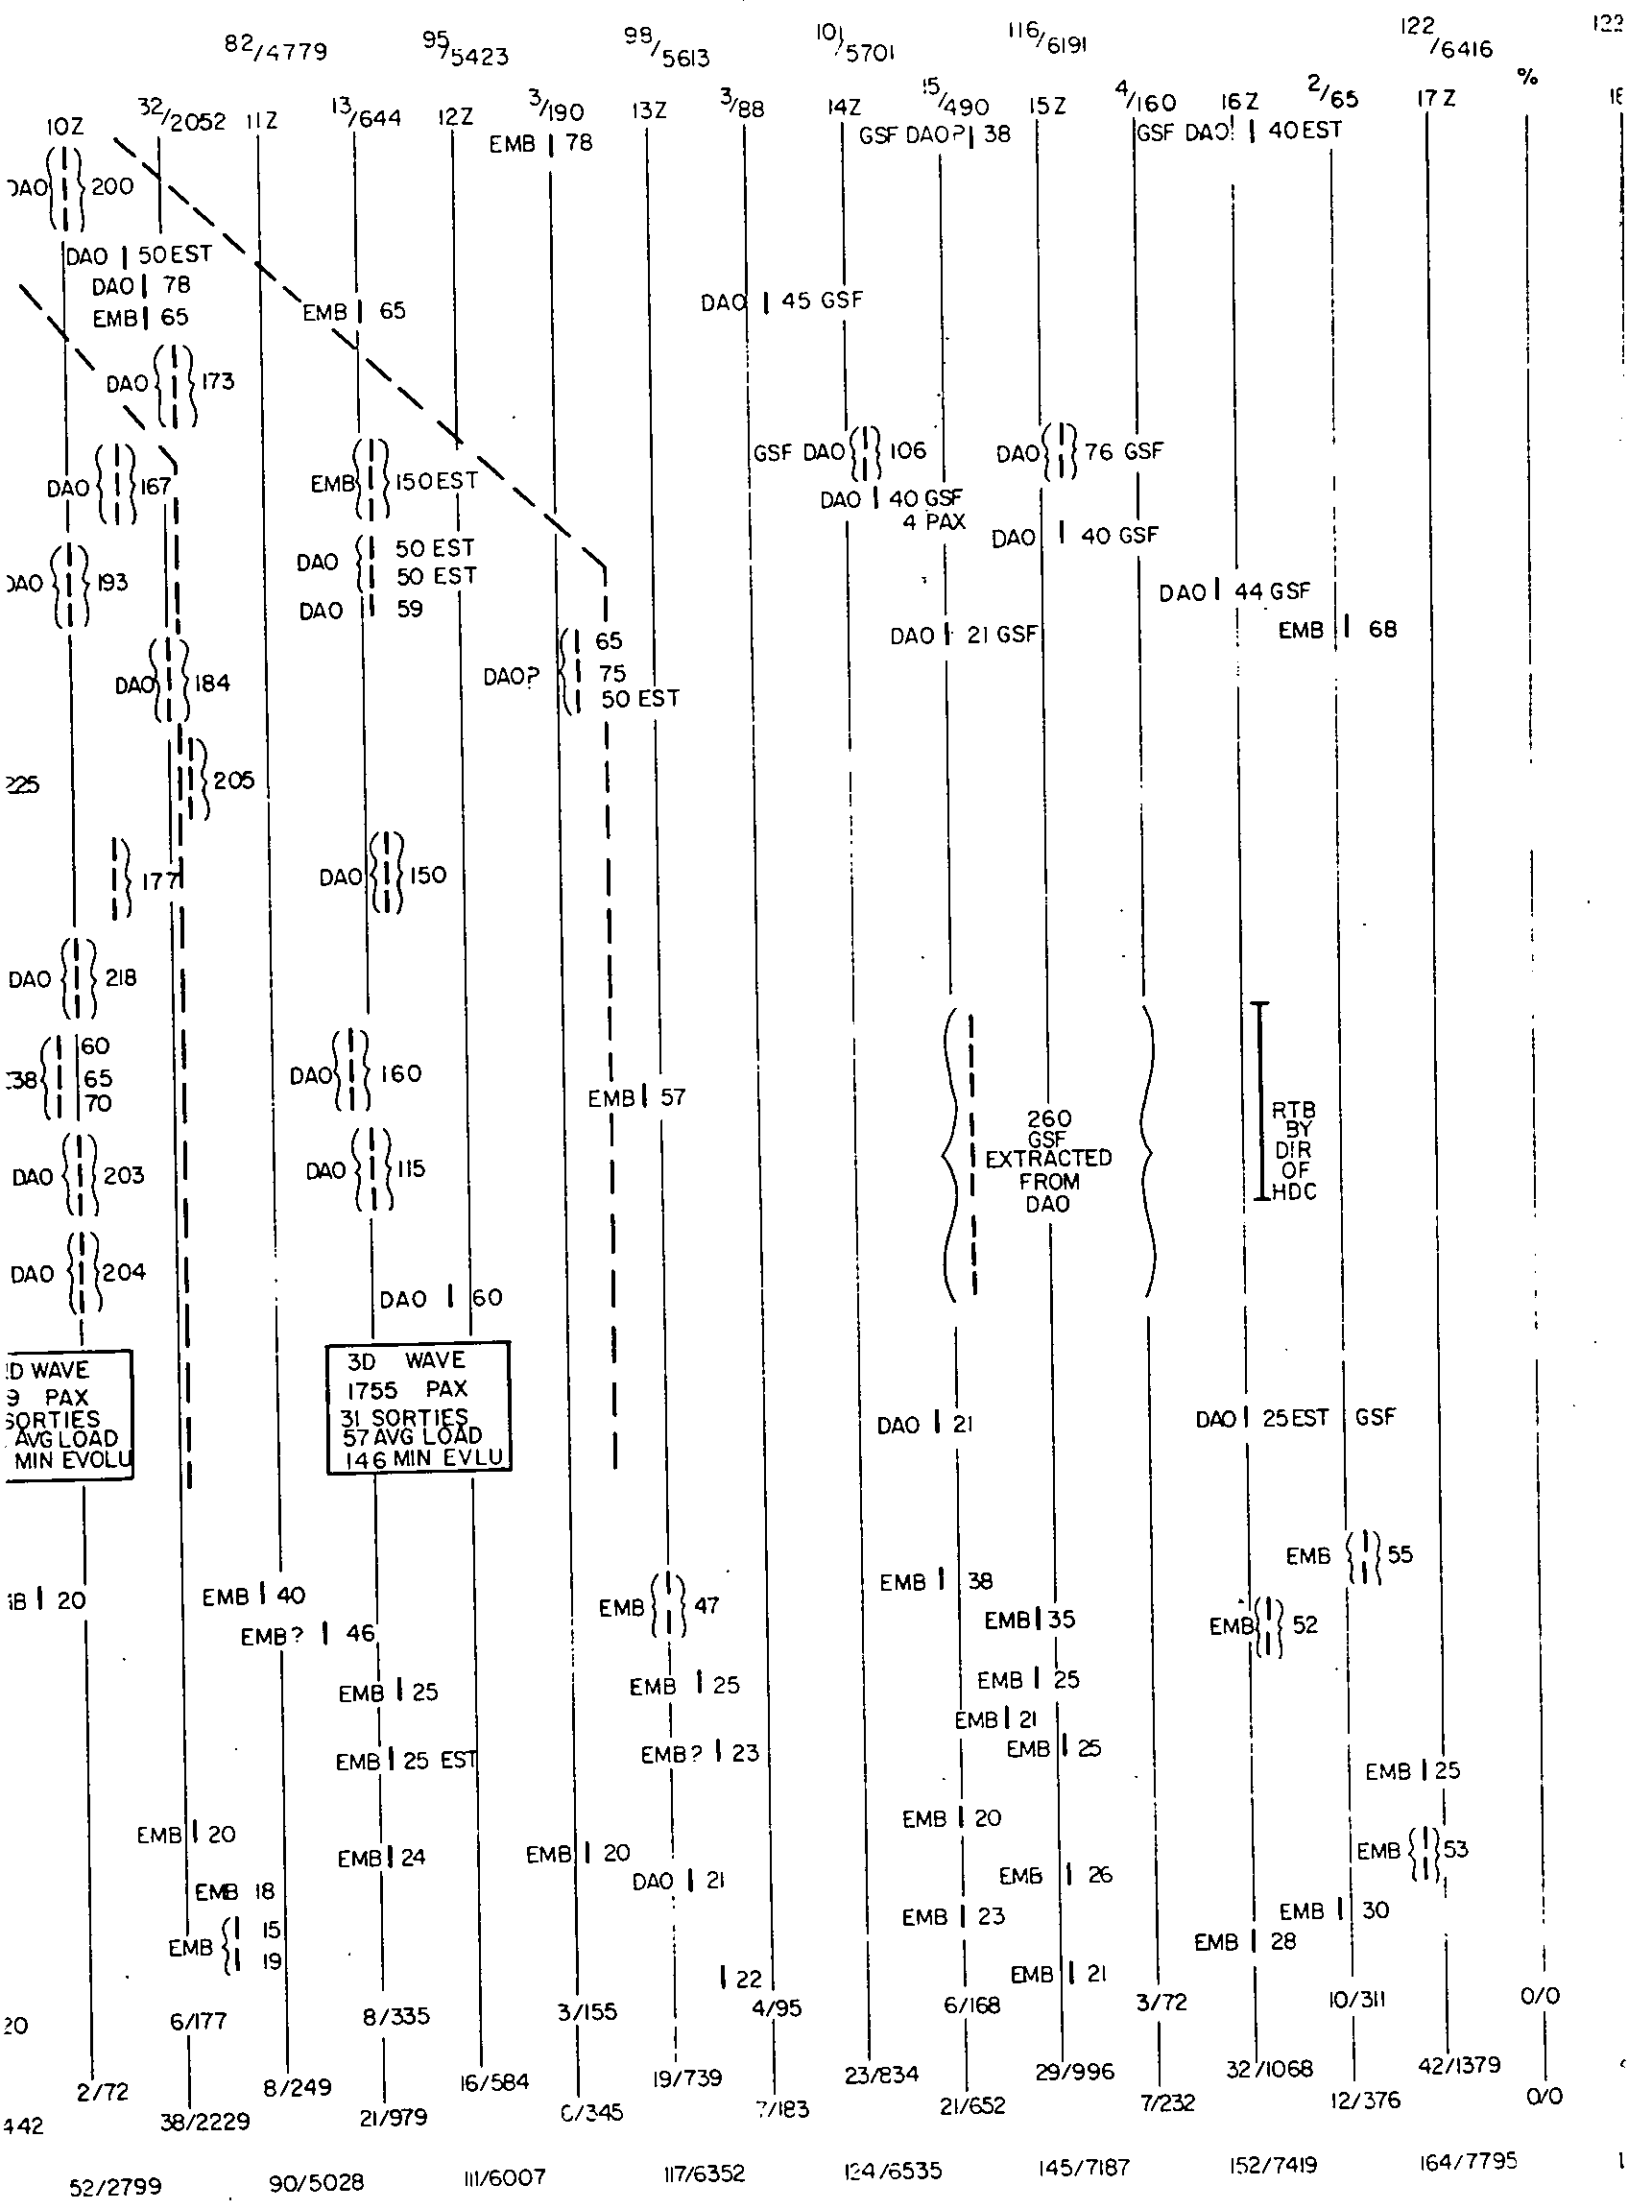 82/4779 95/5423 98/5613 101/5701 116/6191 122/6416 122
32/2052 13/644 3/190 3/88 15/490 4/160 2/65 %
10Z 11Z 12Z 13Z 14Z 15Z 16Z 17Z
EMB 78
GSF DAO? 38
GSF DAO! 40 EST
DAO 200
DAO 50 EST
DAO 78
EMB 65
EMB 65
DAO 45 GSF
DAO 173
GSF DAO 106
DAO 76 GSF
DAO 167
EMB 150 EST
DAO 40 GSF
4 PAX
DAO 40 GSF
DAO 50 EST
50 EST
DAO 193
DAO 59
DAO 44 GSF
DAO 21 GSF
EMB 68
DAO 184
DAO? 65
75
50 EST
225
205
177
DAO 150
DAO 218
38 60
65
70
DAO 160
EMB 57
260
GSF
EXTRACTED
FROM
DAO
RTB
BY
DIR
OF
HDC
DAO 203
DAO 115
DAO 204
DAO 60
D WAVE
9 PAX
SORTIES
AVG LOAD
MIN EVOLU
3D WAVE
1755 PAX
31 SORTIES
57 AVG LOAD
146 MIN EVLU
DAO 21
DAO 25 EST GSF
EMB 55
B 20
EMB 40
EMB 47
EMB 38
EMB? 46
EMB 35
EMB 52
EMB 25
EMB 25
EMB 25
EMB 21
EMB 25 EST
EMB? 23
EMB 25
EMB 25
EMB 20
EMB 20
EMB 24
EMB 20
EMB 53
DAO 21
EMB 26
EMB 18
EMB 23
EMB 30
EMB 15
19
EMB 28
22
EMB 21
20 6/177 8/335 3/155 4/95 6/168 3/72 10/311 0/0
2/72 8/249 16/584 19/739 23/834 29/996 32/1068 42/1379
442 38/2229 21/979 /345 7/183 21/652 7/232 12/376 0/0
52/2799 90/5028 111/6007 117/6352 124/6535 145/7187 152/7419 164/7795